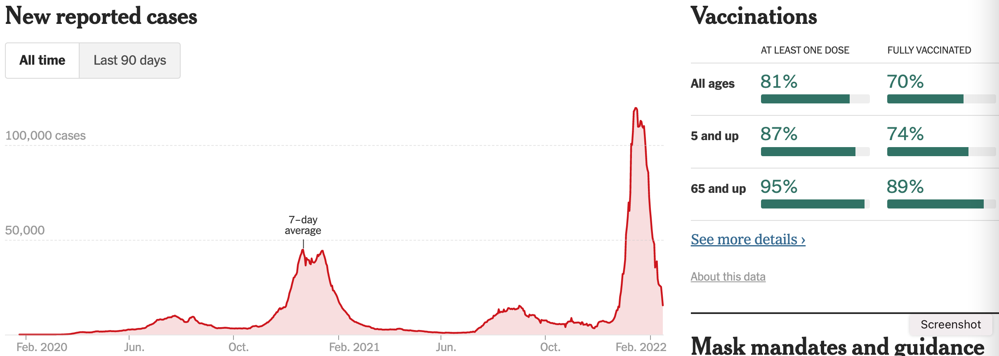 New reported cases
All time
Last 90 days
100,000 cases
50,000
7–day
average
Feb. 2020
Jun.
Oct.
Feb. 2021
Jun.
Oct.
Feb. 2022
Vaccinations
AT LEAST ONE DOSE
FULLY VACCINATED
All ages
81%
70%
5 and up
87%
74%
65 and up
95%
89%
See more details ›
About this data
Screenshot
Mask mandates and guidance